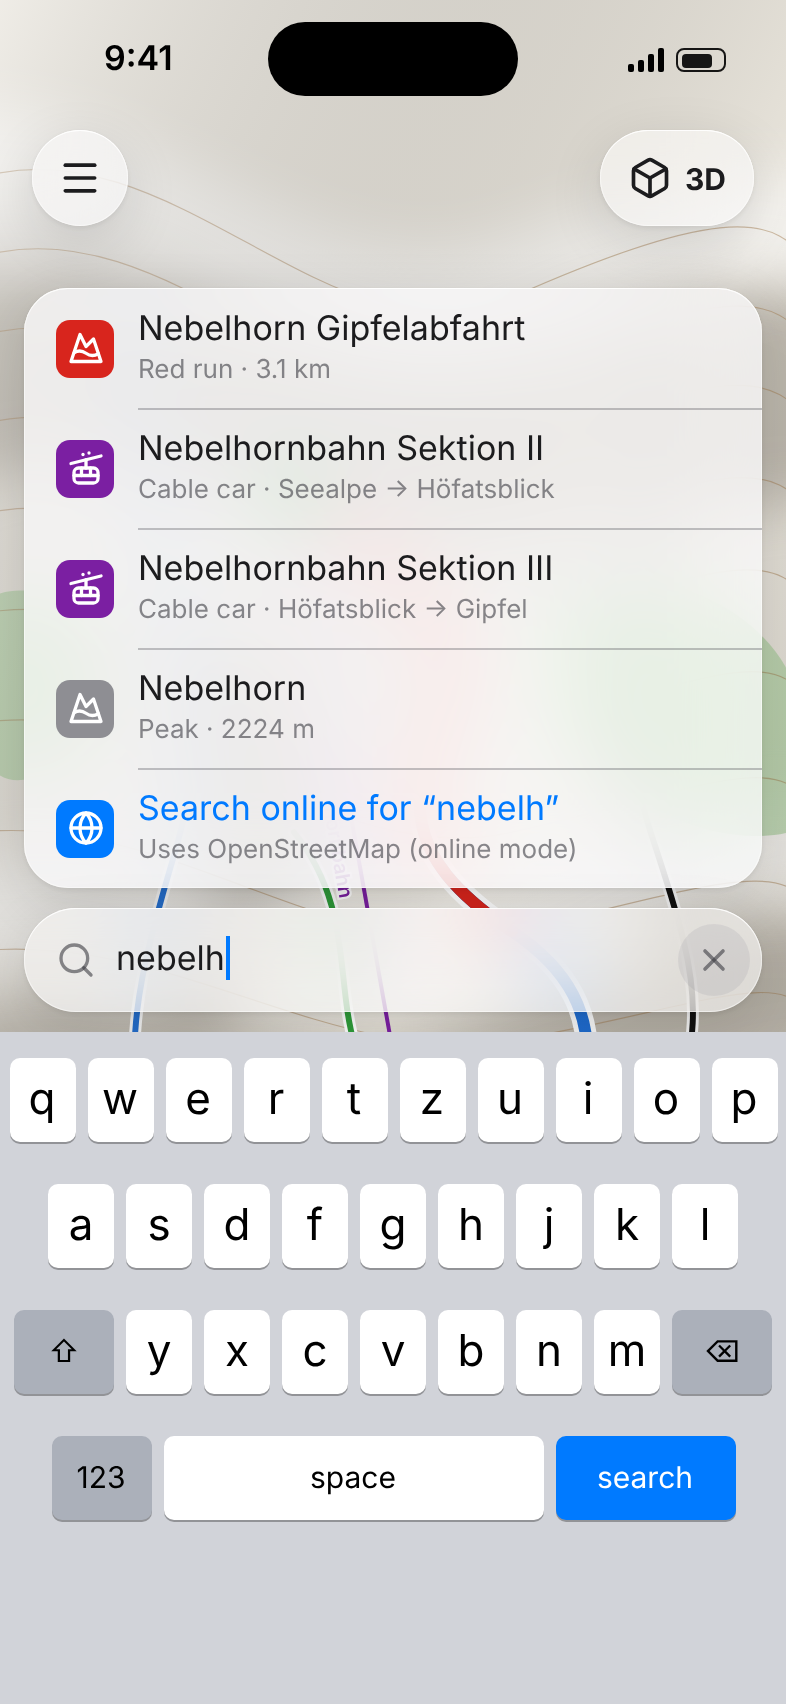 9:41
3D
Nebelhorn Gipfelabfahrt
Red run · 3.1 km
Nebelhornbahn Sektion II
Cable car · Seealpe → Höfatsblick
Nebelhornbahn Sektion III
Cable car · Höfatsblick → Gipfel
Nebelhorn
Peak · 2224 m
Search online for “nebelh”
Uses OpenStreetMap (online mode)
nebelh
q w e r t z u i o p
a s d f g h j k l
y x c v b n m
123 space search